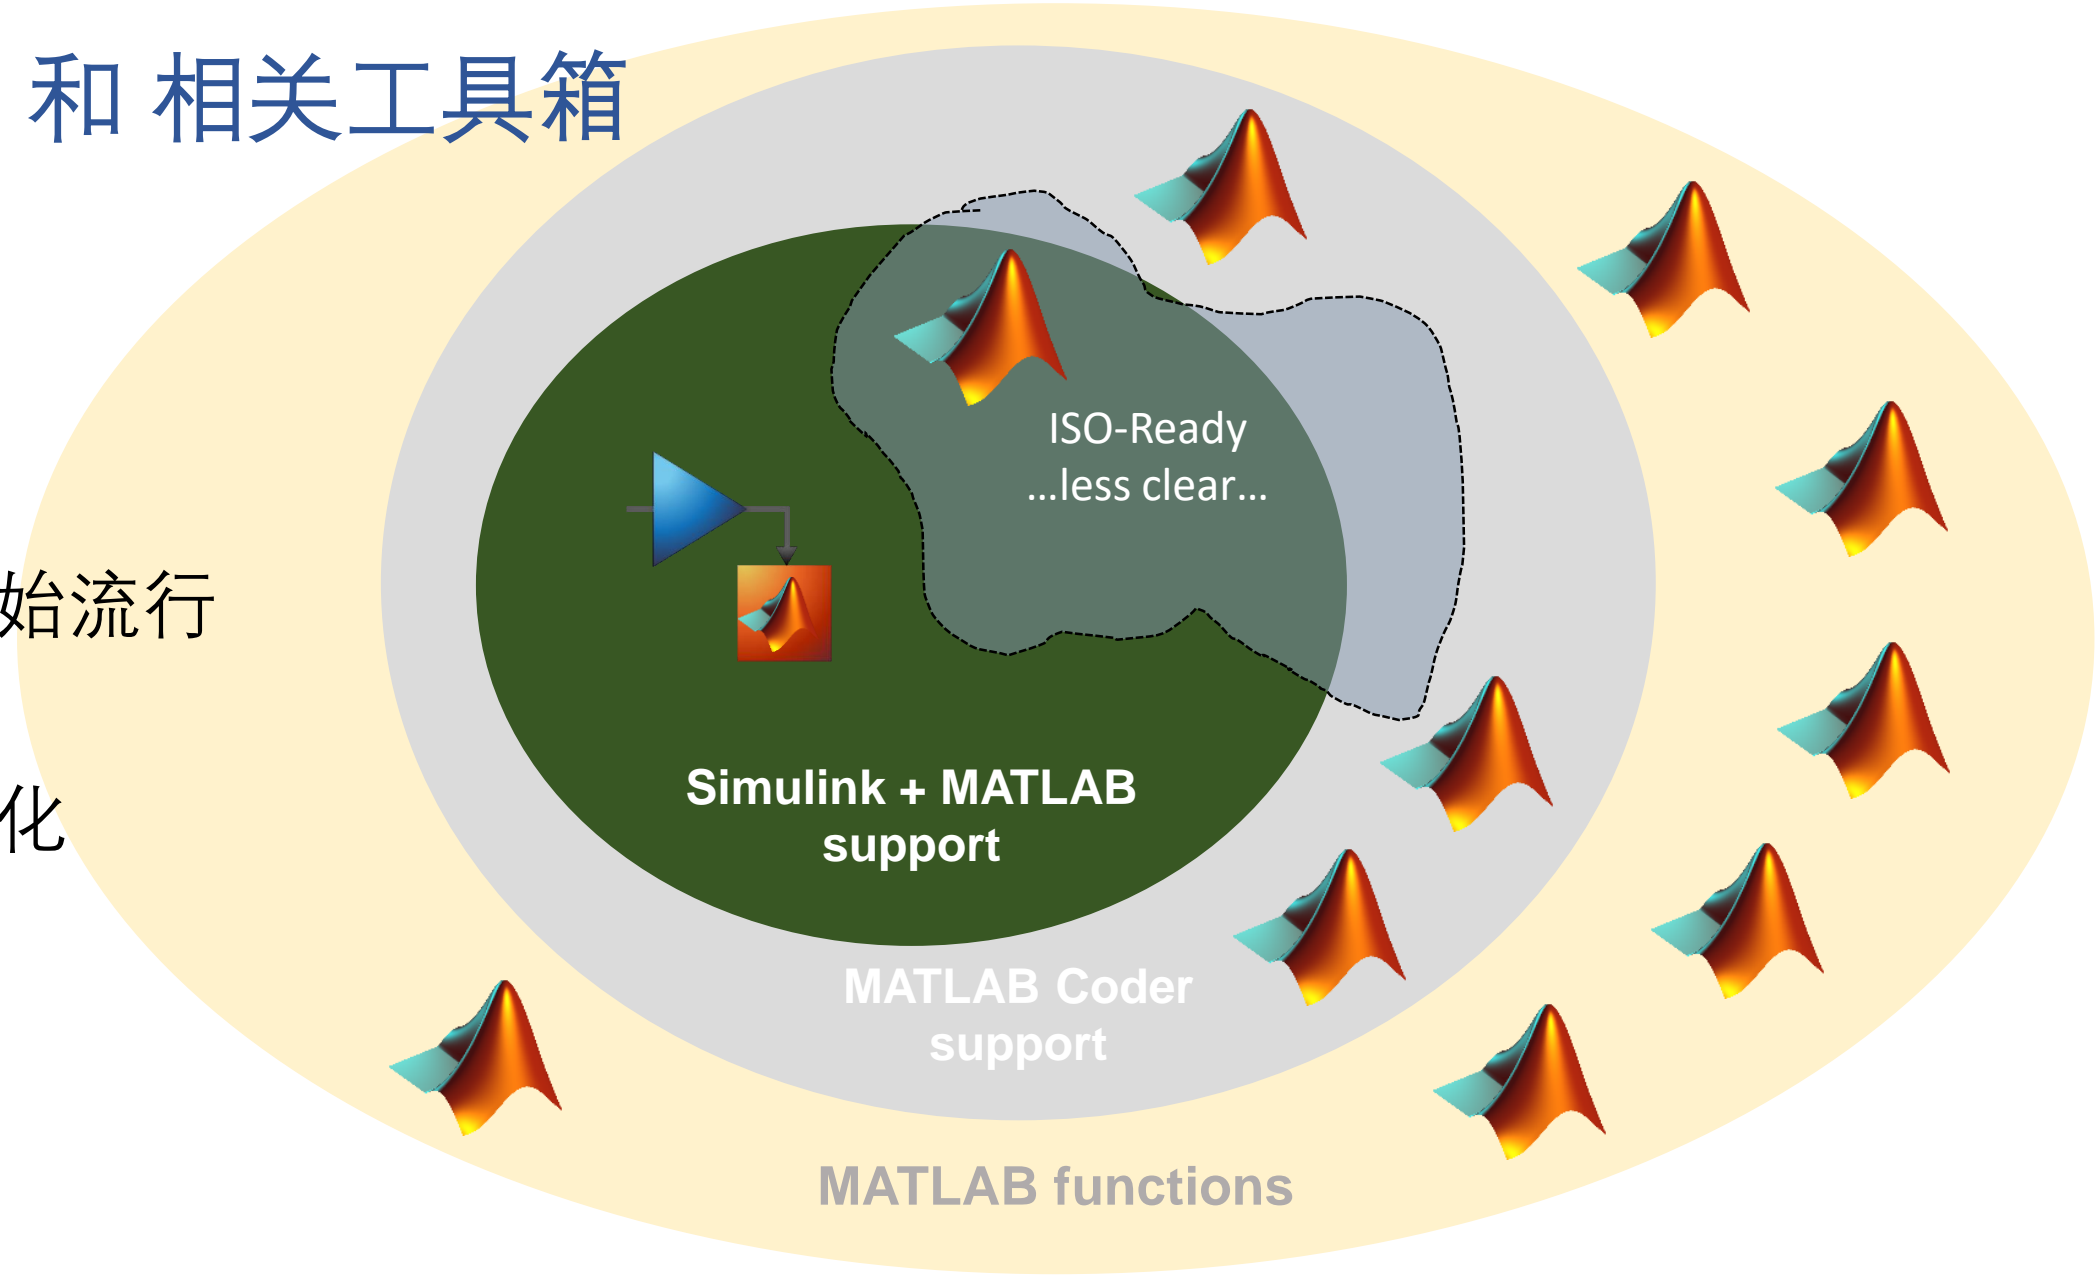 和 相关工具箱
ISO-Ready
...less clear...
始流行
化
Simulink + MATLAB
support
MATLAB Coder
support
MATLAB functions